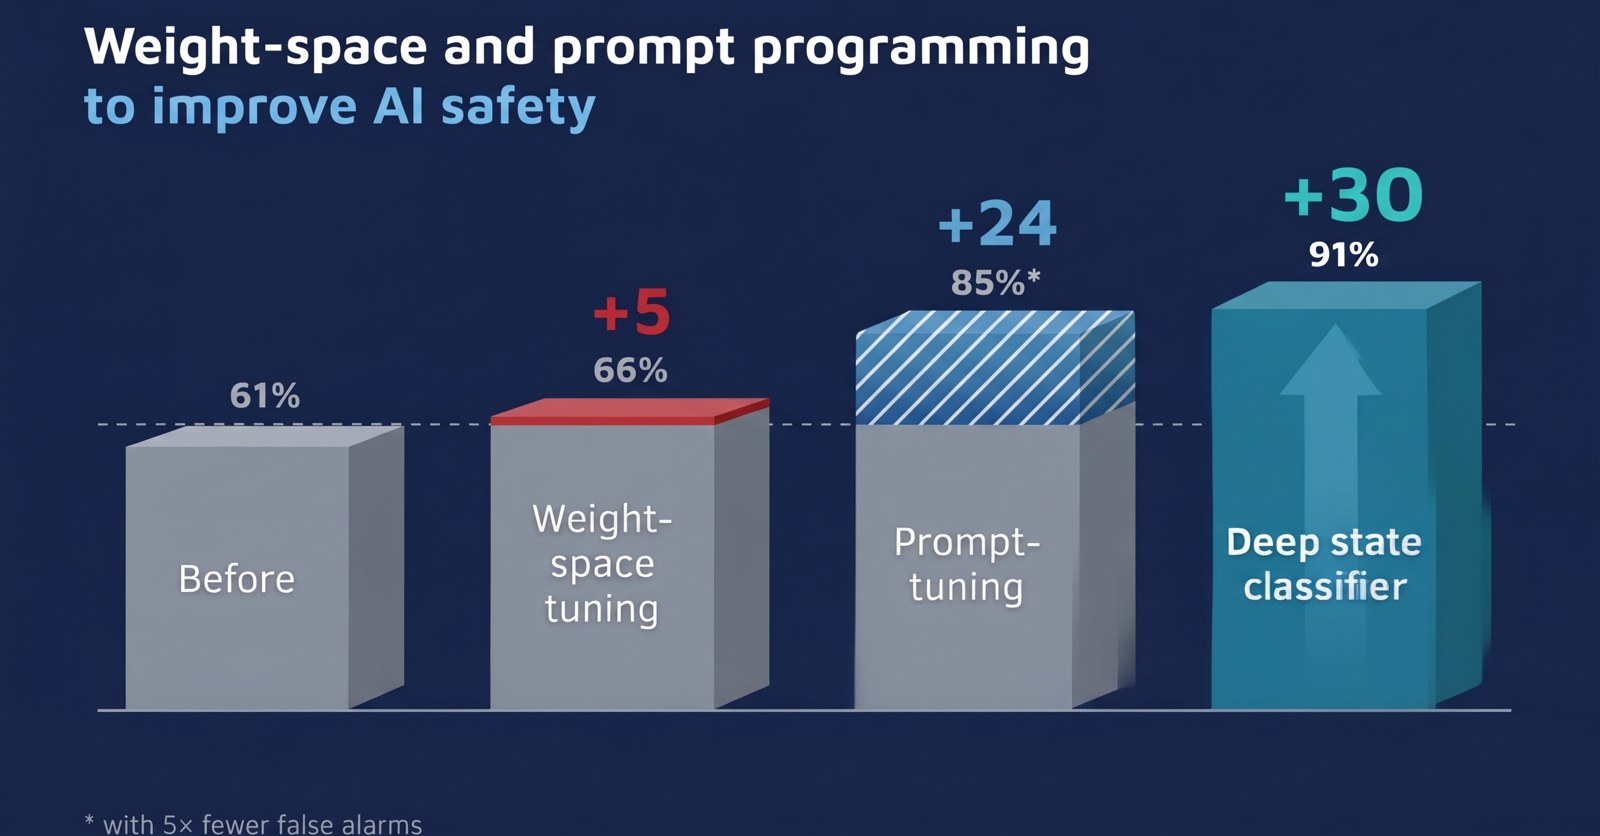 Weight-space and prompt programming
to improve AI safety
61%
Before
+5
66%
Weight-
space
tuning
+24
85%*
Prompt-
tuning
+30
91%
Deep state
classifier
* with 5× fewer false alarms